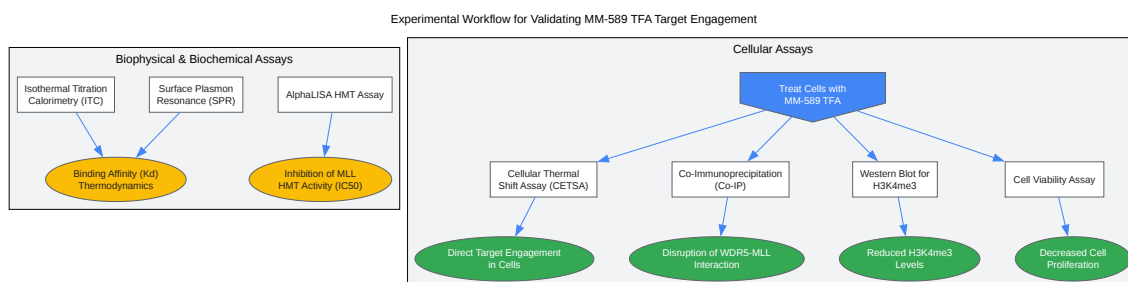 Experimental Workflow for Validating MM-589 TFA Target Engagement
Biophysical & Biochemical Assays
Isothermal Titration
Calorimetry (ITC)
Surface Plasmon
Resonance (SPR)
AlphaLISA HMT Assay
Binding Affinity (Kd)
Thermodynamics
Inhibition of MLL
HMT Activity (IC50)
Cellular Assays
Treat Cells with
MM-589 TFA
Cellular Thermal
Shift Assay (CETSA)
Co-Immunoprecipitation
(Co-IP)
Western Blot for
H3K4me3
Cell Viability Assay
Direct Target Engagement
in Cells
Disruption of WDR5-MLL
Interaction
Reduced H3K4me3
Levels
Decreased Cell
Proliferation